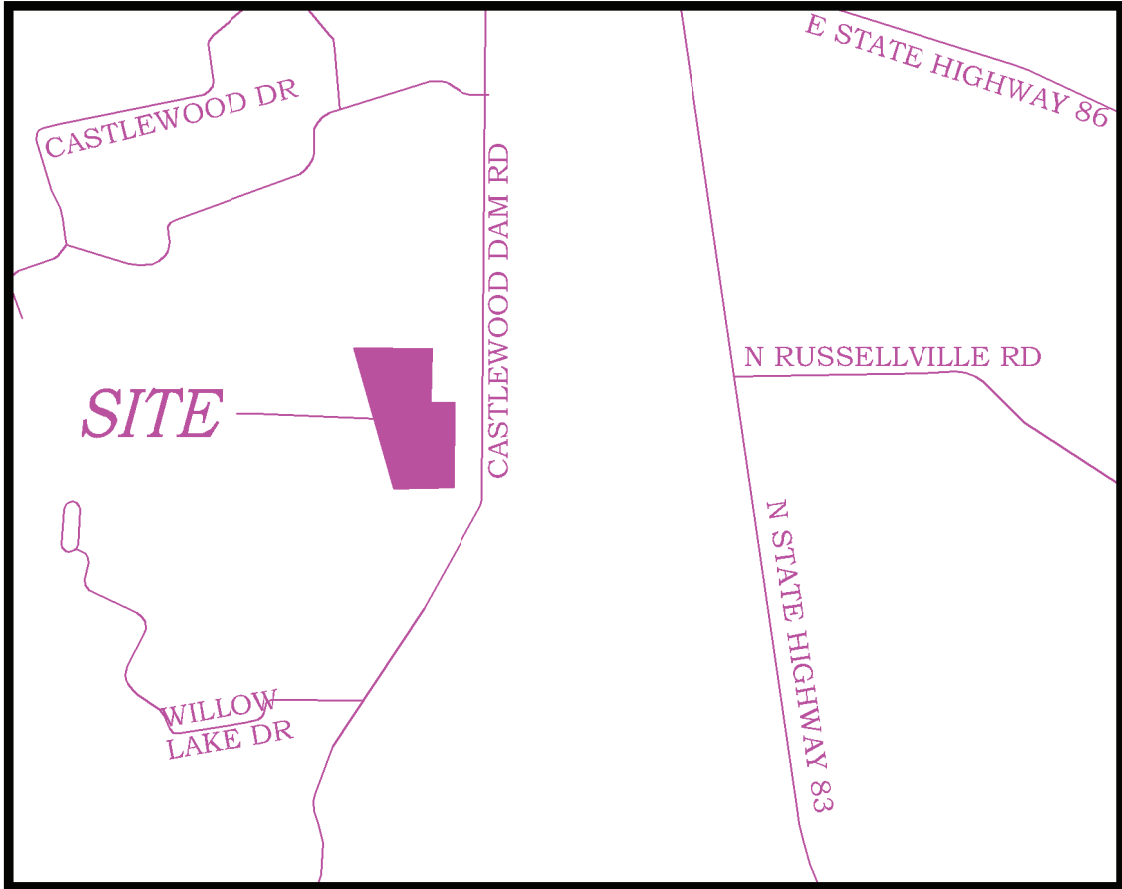 E STATE HIGHWAY 86
CASTLEWOOD DR
CASTLEWOOD DAM RD
N RUSSELLVILLE RD
SITE
N STATE HIGHWAY 83
WILLOW
LAKE DR